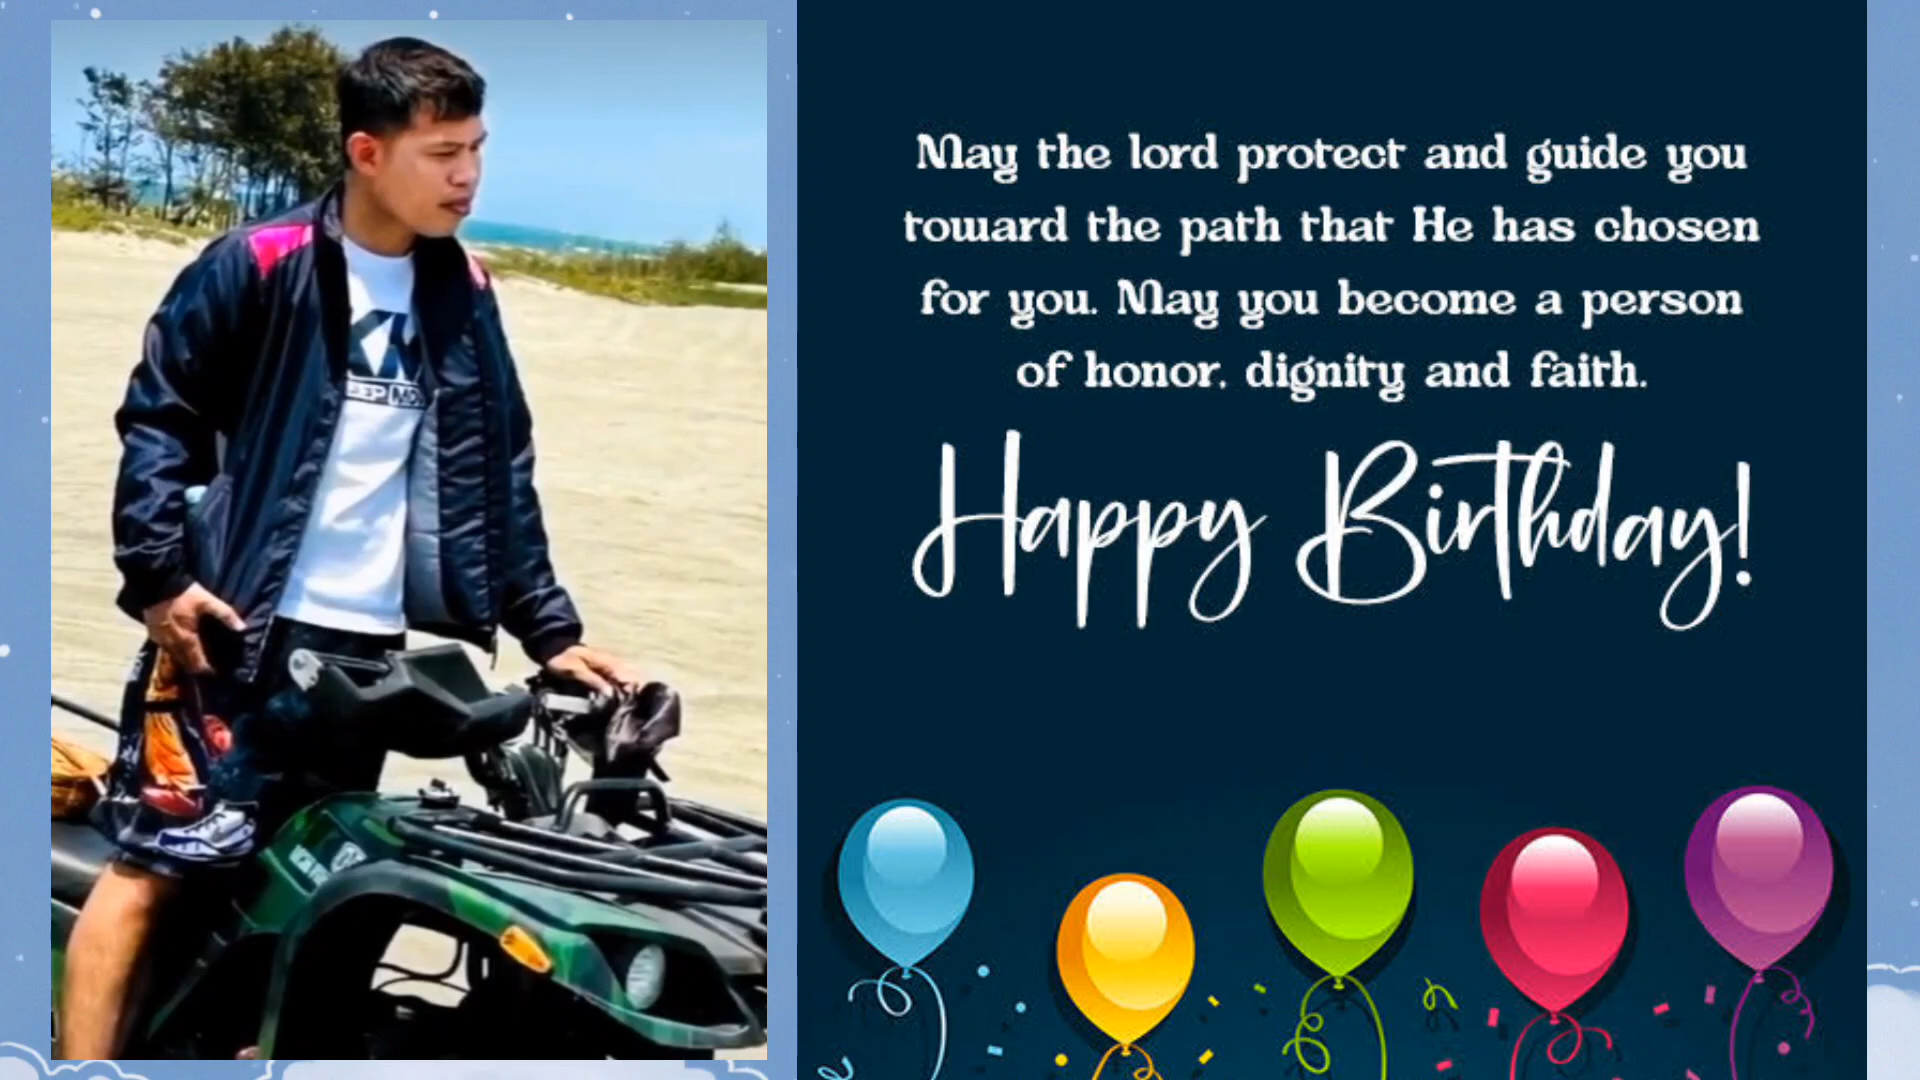 EEP
May the lord protect and guide you
toward the path that He has chosen
for you. May you become a person
of honor, dignity and faith.
Happy Birthday!